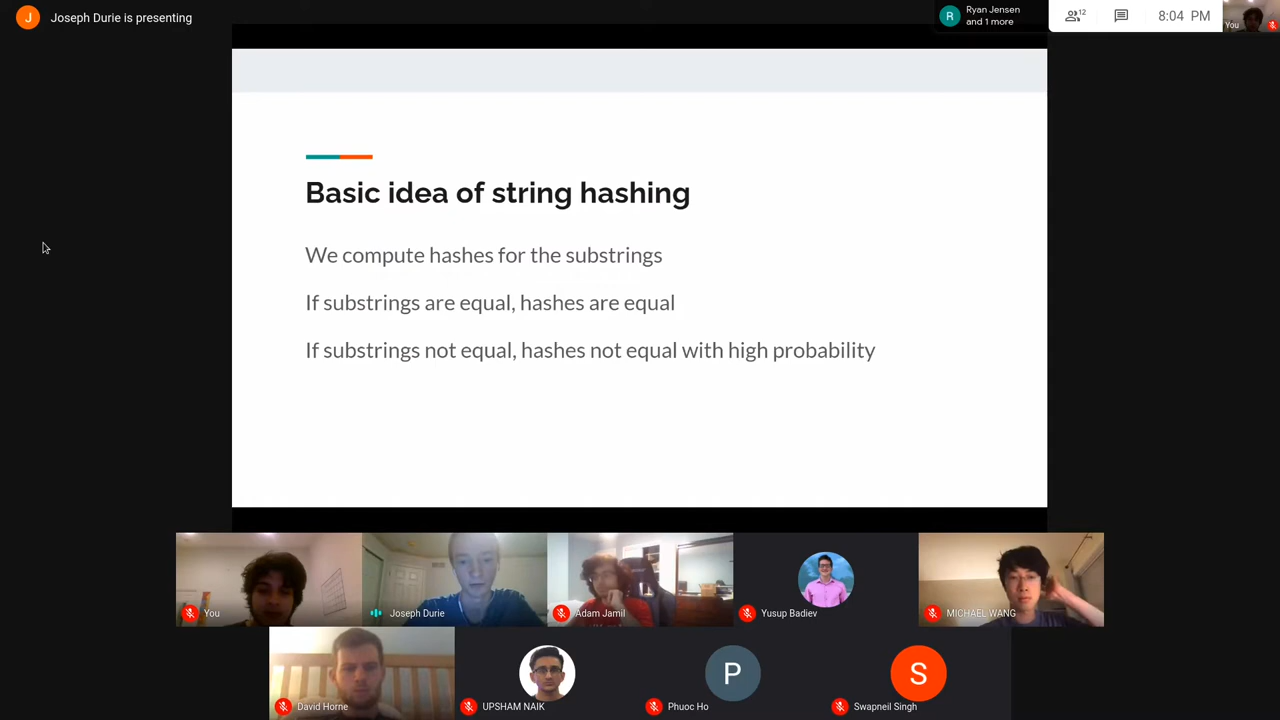 J
Joseph Durie is presenting
R
Ryan Jensen
and 1 more
12
8:04 PM
You
Basic idea of string hashing
We compute hashes for the substrings
If substrings are equal, hashes are equal
If substrings not equal, hashes not equal with high probability
You
Joseph Durie
Adam Jamil
Yusup Badiev
MICHAEL WANG
David Horne
UPSHAM NAIK
P
Phuoc Ho
S
Swapneil Singh